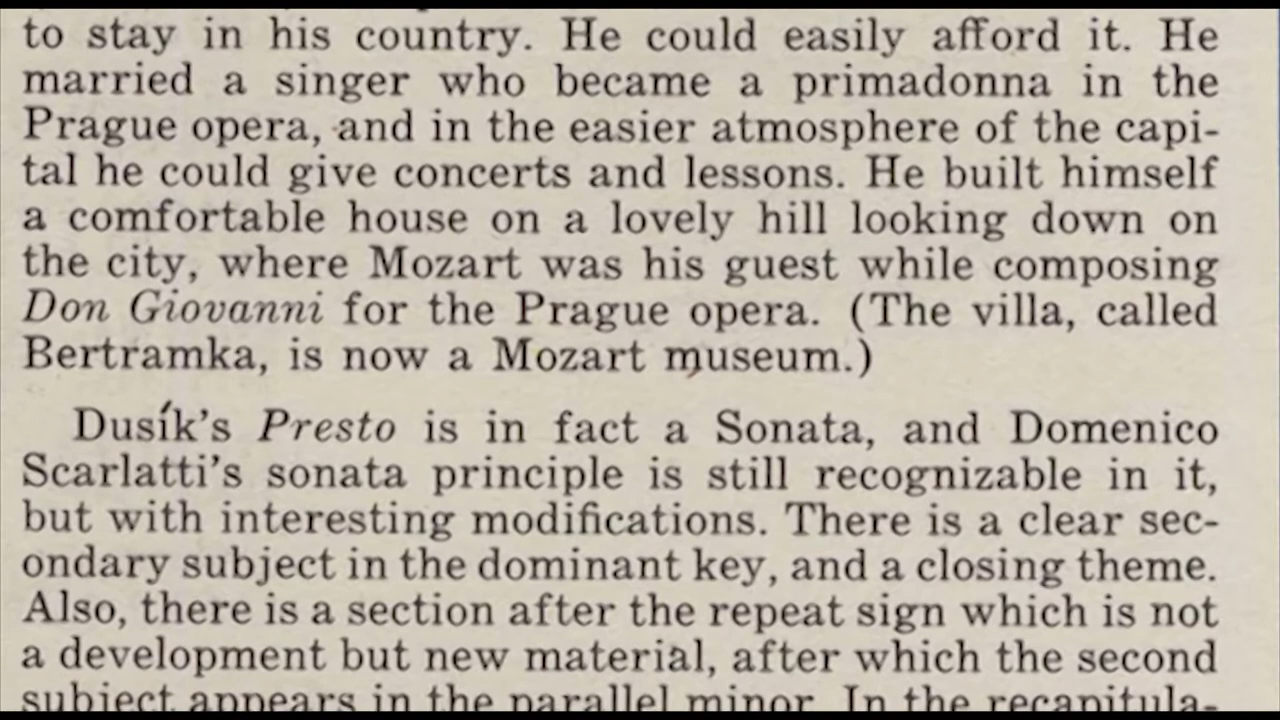 to stay in his country. He could easily afford it. He
married a singer who became a primadonna in the
Prague opera, and in the easier atmosphere of the capi-
tal he could give concerts and lessons. He built himself
a comfortable house on a lovely hill looking down on
the city, where Mozart was his guest while composing
Don Giovanni for the Prague opera. (The villa, called
Bertramka, is now a Mozart museum.)
Dusík's Presto is in fact a Sonata, and Domenico
Scarlatti's sonata principle is still recognizable in it,
but with interesting modifications. There is a clear sec-
ondary subject in the dominant key, and a closing theme.
Also, there is a section after the repeat sign which is not
a development but new material, after which the second
subject appears in the parallel minor. In the recapitula-